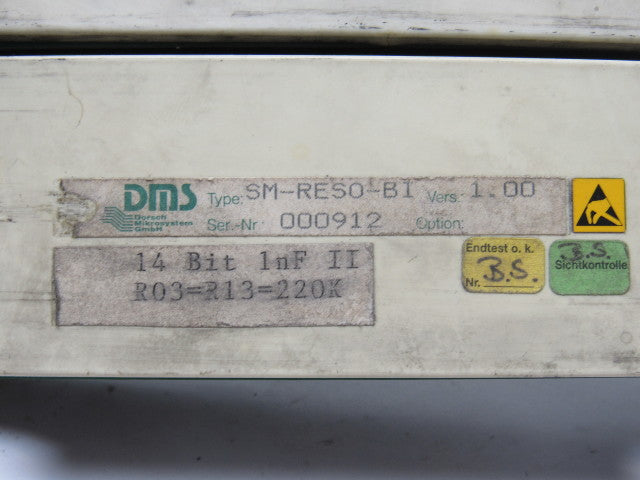 DMS
Dorsch
Mikrosystem
GmbH
Type: SM-RESO-BI Vers. 1.00
Ser.-Nr 000912 Option:
14 Bit 1nF II
R03=R13=220K
Endtest o. k.
Nr. B.S.
B.S.
Sichtkontrolle